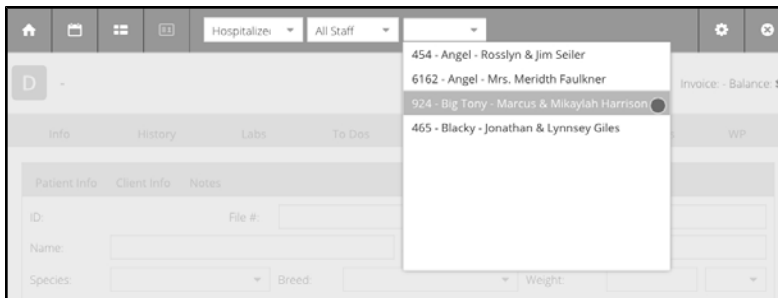 Hospitalize All Staff
454 - Angel - Rosslyn & Jim Seiler
6162 - Angel - Mrs. Meridth Faulkner
924 - Big Tony - Marcus & Mikaylah Harrison
465 - Blacky - Jonathan & Lynnsey Giles
D - Invoice: - Balance:
Info History Labs To Dos WP
Patient Info Client Info Notes
ID: File #:
Name:
Species: Breed: Weight: